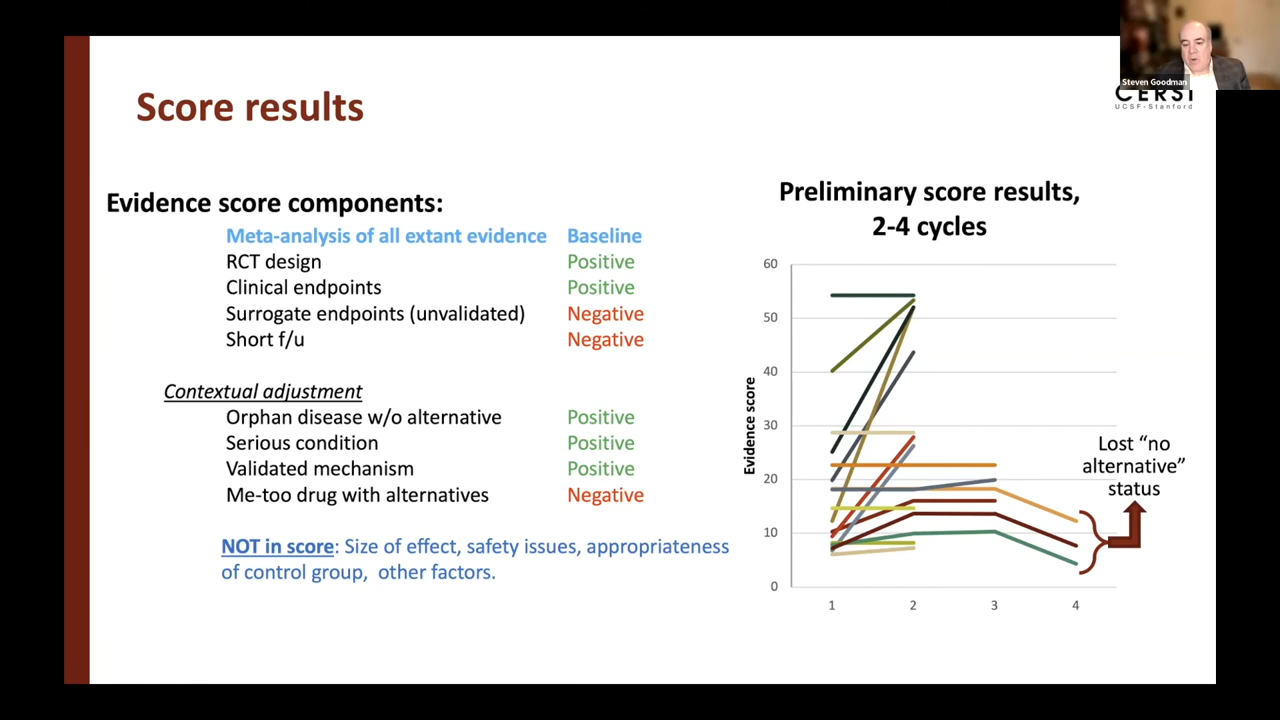 Steven Goodman
CERSI
UCSF-Stanford
Score results
Evidence score components:
Meta-analysis of all extant evidence Baseline
RCT design Positive
Clinical endpoints Positive
Surrogate endpoints (unvalidated) Negative
Short f/u Negative
Contextual adjustment
Orphan disease w/o alternative Positive
Serious condition Positive
Validated mechanism Positive
Me-too drug with alternatives Negative
NOT in score: Size of effect, safety issues, appropriateness
of control group, other factors.
Preliminary score results,
2-4 cycles
60
50
40
30
20
10
0
Evidence score
1 2 3 4
Lost “no
alternative”
status